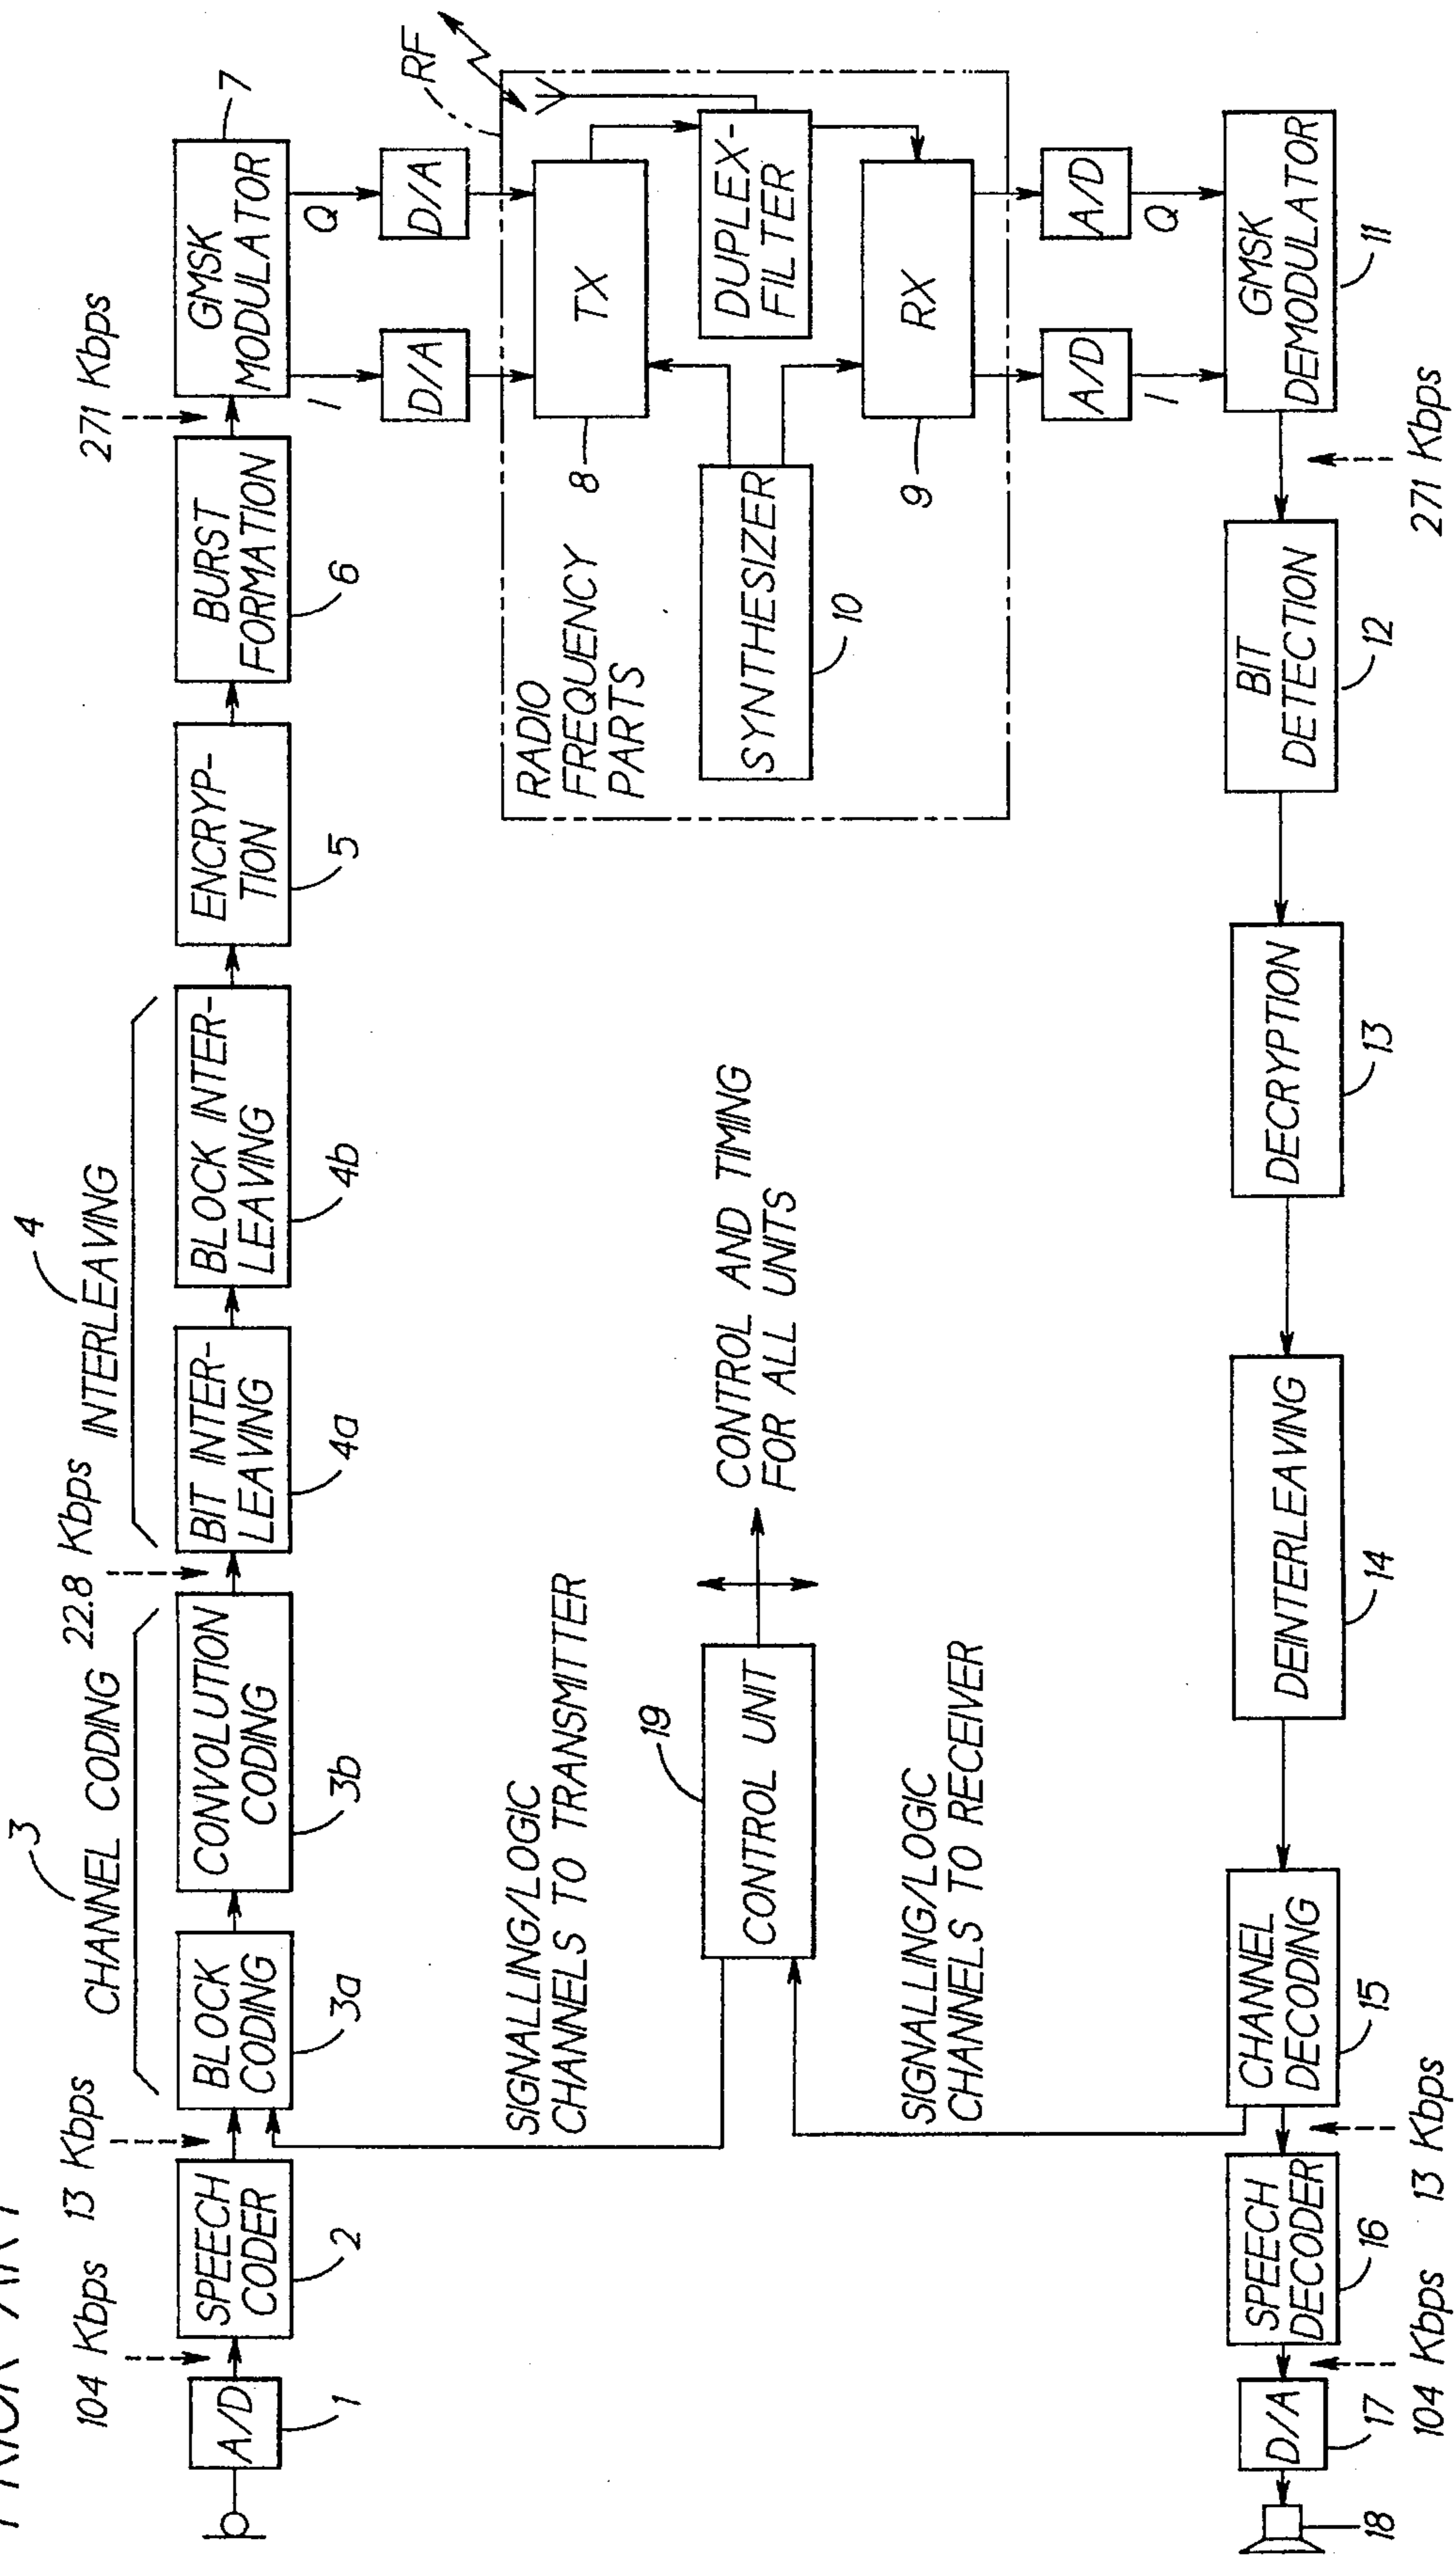 PRIOR ART
3
CHANNEL CODING
4
INTERLEAVING
104 Kbps
13 Kbps
22.8 Kbps
271 Kbps
A/D
1
SPEECH
CODER
2
BLOCK
CODING
3a
CONVOLUTION
CODING
3b
BIT INTER-
LEAVING
4a
BLOCK INTER-
LEAVING
4b
ENCRYP-
TION
5
BURST
FORMATION
6
GMSK
MODULATOR
7
I
Q
D/A
D/A
RF
RADIO
FREQUENCY
PARTS
TX
8
DUPLEX-
FILTER
SYNTHESIZER
10
RX
9
A/D
A/D
I
Q
SIGNALLING/LOGIC
CHANNELS TO TRANSMITTER
19
CONTROL UNIT
CONTROL AND TIMING
FOR ALL UNITS
SIGNALLING/LOGIC
CHANNELS TO RECEIVER
18
D/A
17
SPEECH
DECODER
16
CHANNEL
DECODING
15
DEINTERLEAVING
14
DECRYPTION
13
BIT
DETECTION
12
GMSK
DEMODULATOR
11
104 Kbps
13 Kbps
271 Kbps